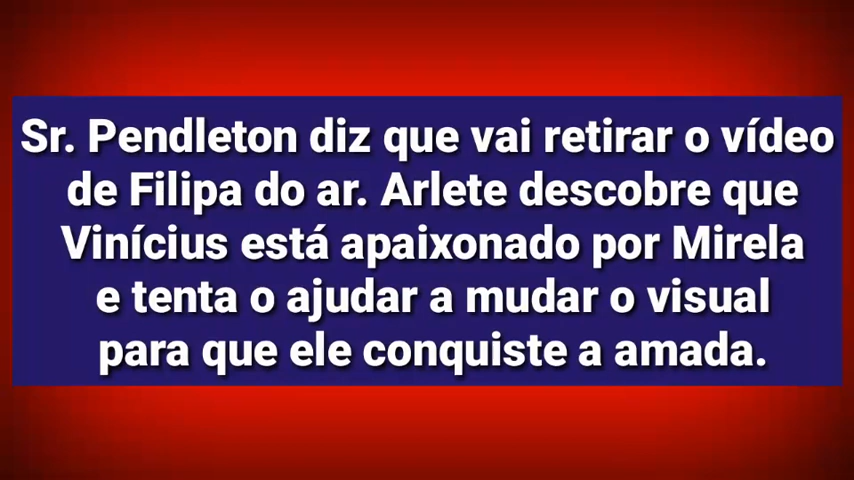 Sr. Pendleton diz que vai retirar o vídeo
de Filipa do ar. Arlete descobre que
Vinícius está apaixonado por Mirela
e tenta o ajudar a mudar o visual
para que ele conquiste a amada.